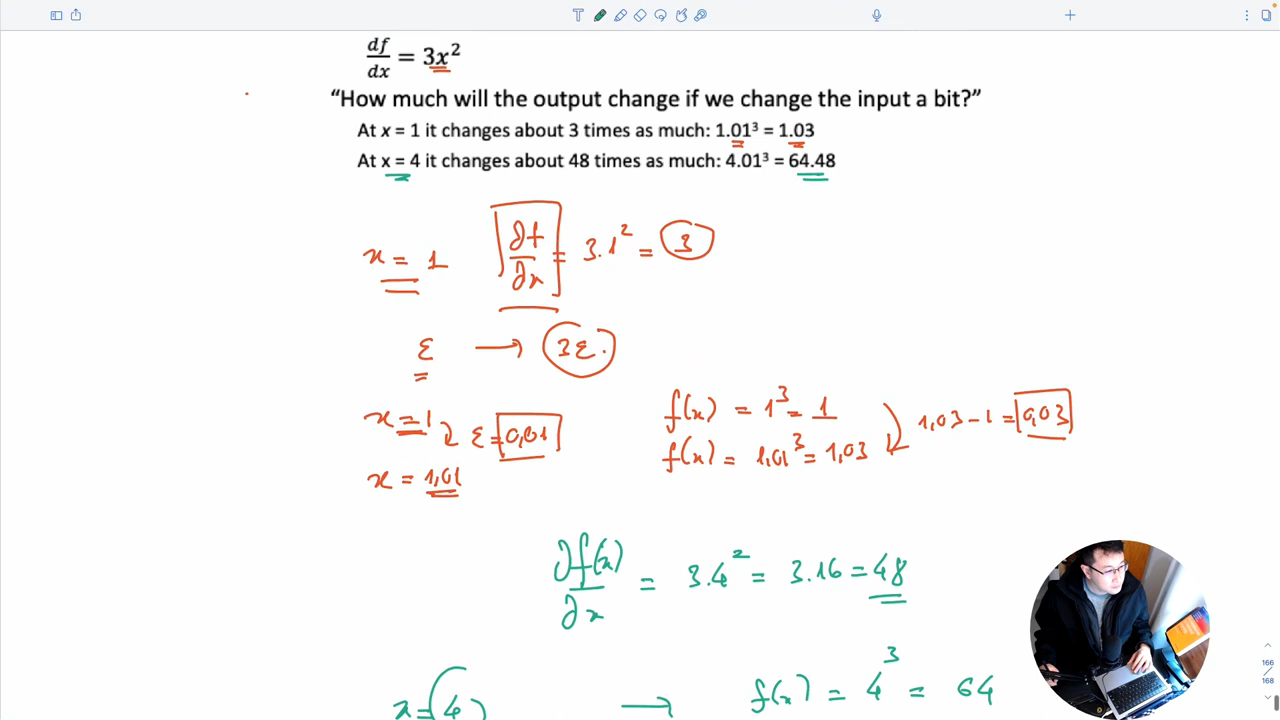 df/dx = 3x²
“How much will the output change if we change the input a bit?”
At x = 1 it changes about 3 times as much: 1.01³ = 1.03
At x = 4 it changes about 48 times as much: 4.01³ = 64.48
x = 1 ∂f/∂x = 3.1² = 3
ε → 3ε.
x = 1 ε = 0,01 f(x) = 1³ = 1 1,03 - 1 = 0,03
x = 1,01 f(x) = 1,01³ = 1,03
∂f(x)/∂x = 3.4² = 3.16 = 48
x = 4 → f(x) = 4³ = 64
166
168